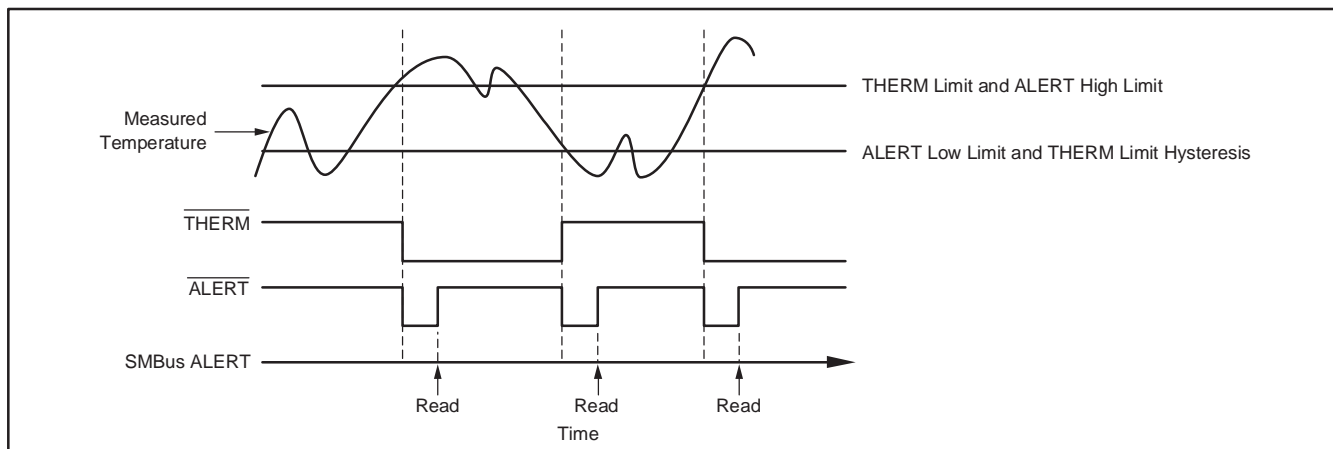 THERM Limit and ALERT High Limit
Measured
Temperature
ALERT Low Limit and THERM Limit Hysteresis
THERM
ALERT
SMBus ALERT
Read
Read
Read
Time